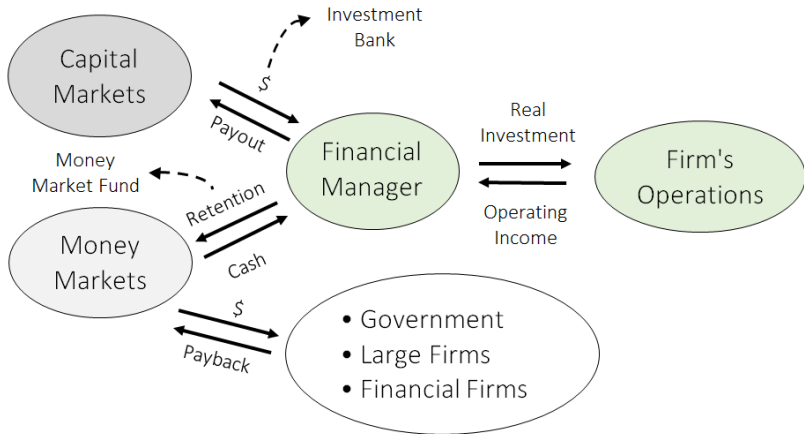 Investment
Bank
Capital
Markets
$
Payout
Financial
Manager
Real
Investment
Operating
Income
Firm's
Operations
Money
Market Fund
Retention
Cash
Money
Markets
$
Payback
• Government
• Large Firms
• Financial Firms